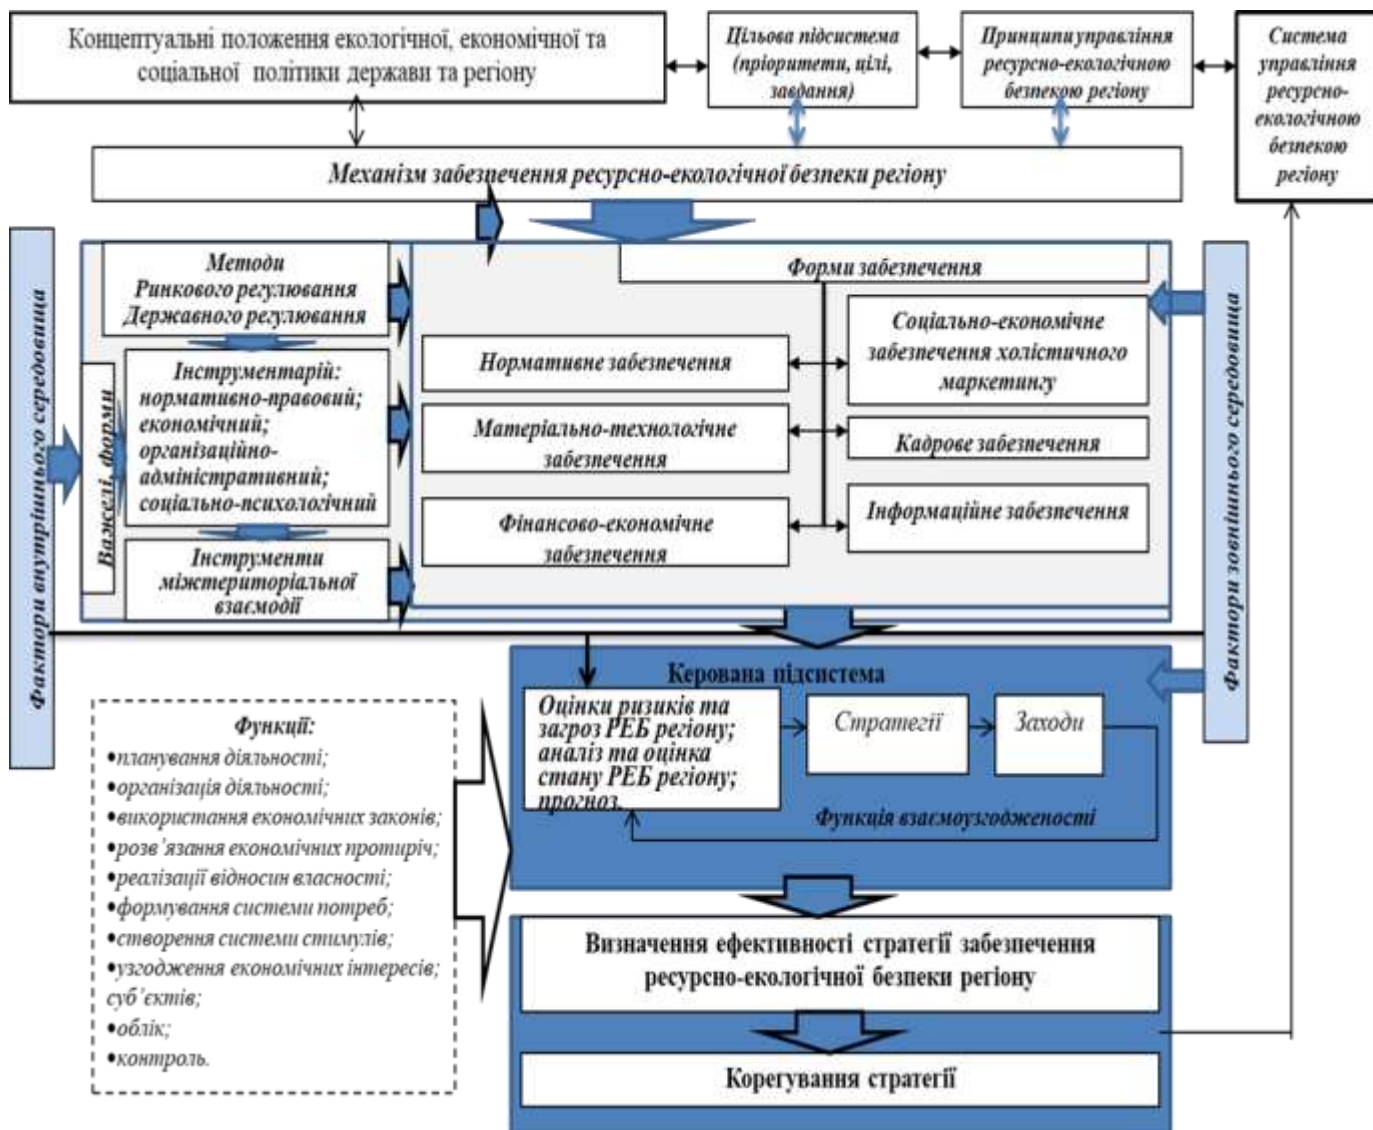 Концептуальні положення екологічної, економічної та
соціальної політики держави та регіону
Цільова підсистема
(пріоритети, цілі,
завдання)
Принципи управління
ресурсно-екологічною
безпекою регіону
Система
управління
ресурсно-
екологічною
безпекою
регіону
Механізм забезпечення ресурсно-екологічної безпеки регіону
Фактори внутрішнього середовища
Методи
Ринкового регулювання
Державного регулювання
Важелі, форми
Інструментарій:
нормативно-правовий;
економічний;
організаційно-
адміністративний;
соціально-психологічний
Інструменти
міжтериторіальної
взаємодії
Форми забезпечення
Нормативне забезпечення
Матеріально-технологічне
забезпечення
Фінансово-економічне
забезпечення
Соціально-економічне
забезпечення холістичного
маркетингу
Кадрове забезпечення
Інформаційне забезпечення
Фактори зовнішнього середовища
Керована підсистема
Оцінки ризиків та
загроз РЕБ регіону;
аналіз та оцінка
стану РЕБ регіону;
прогноз.
Стратегії
Заходи
Функція взаємоузгодженості
Функції:
•планування діяльності;
•організація діяльності;
•використання економічних законів;
•розв’язання економічних протиріч;
•реалізації відносин власності;
•формування системи потреб;
•створення системи стимулів;
•узгодження економічних інтересів;
суб’єктів;
•облік;
•контроль.
Визначення ефективності стратегії забезпечення
ресурсно-екологічної безпеки регіону
Корегування стратегії